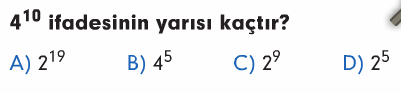 4¹⁰ ifadesinin yarısı kaçtır?
A) 2¹⁹ B) 4⁵ C) 2⁹ D) 2⁵